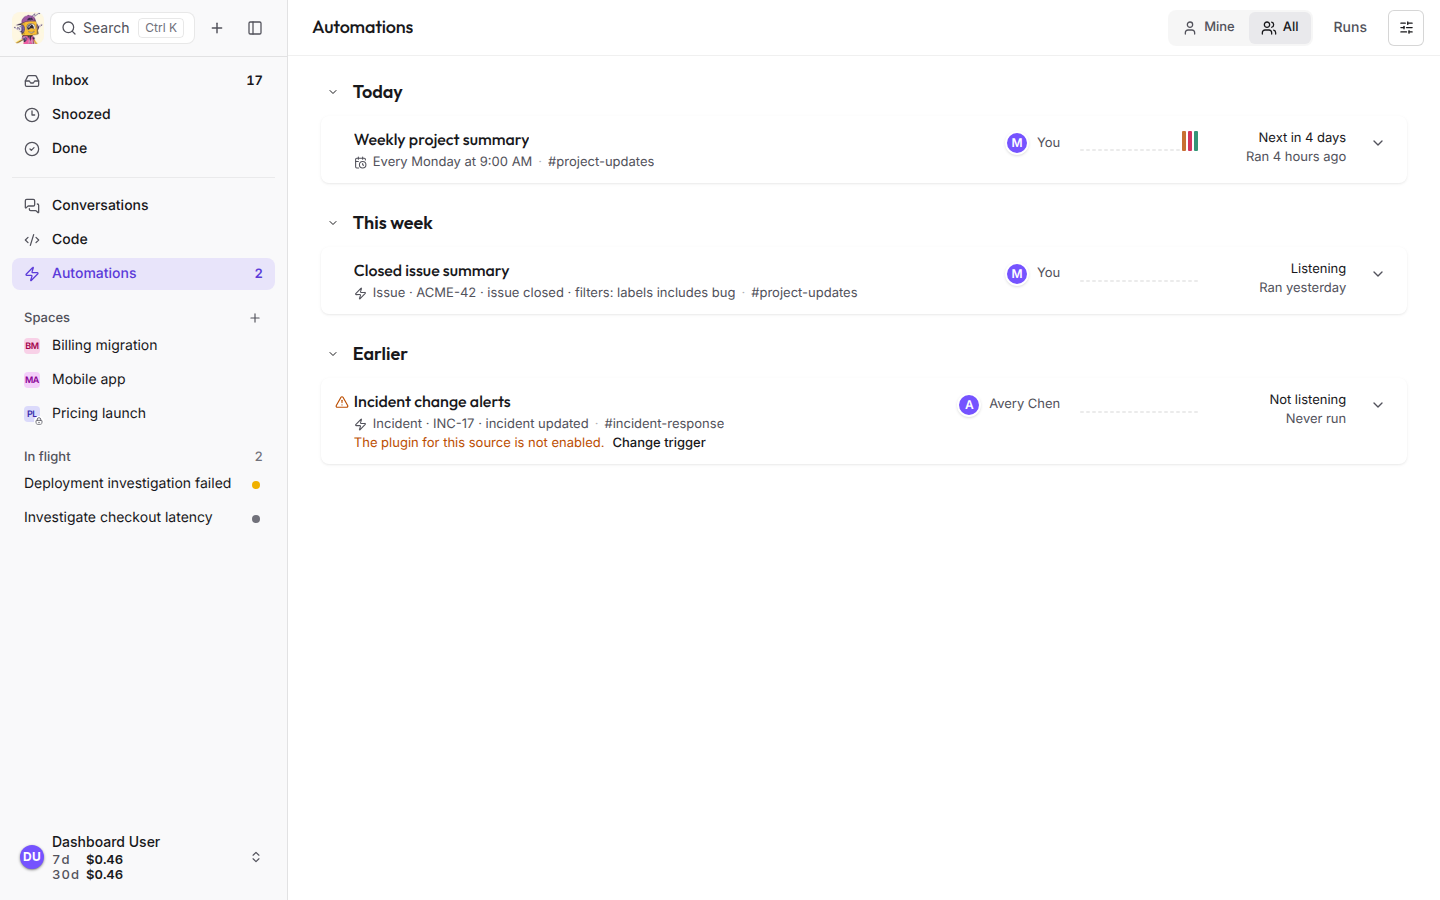 Search Ctrl K
Inbox 17
Snoozed
Done
Conversations
Code
Automations 2
Spaces
BM Billing migration
MA Mobile app
PL Pricing launch
In flight 2
Deployment investigation failed
Investigate checkout latency
DU Dashboard User
7d $0.46
30d $0.46
Automations
Mine All Runs
Today
Weekly project summary
Every Monday at 9:00 AM · #project-updates
M You
Next in 4 days
Ran 4 hours ago
This week
Closed issue summary
Issue · ACME-42 · issue closed · filters: labels includes bug · #project-updates
M You
Listening
Ran yesterday
Earlier
Incident change alerts
Incident · INC-17 · incident updated · #incident-response
The plugin for this source is not enabled. Change trigger
A Avery Chen
Not listening
Never run